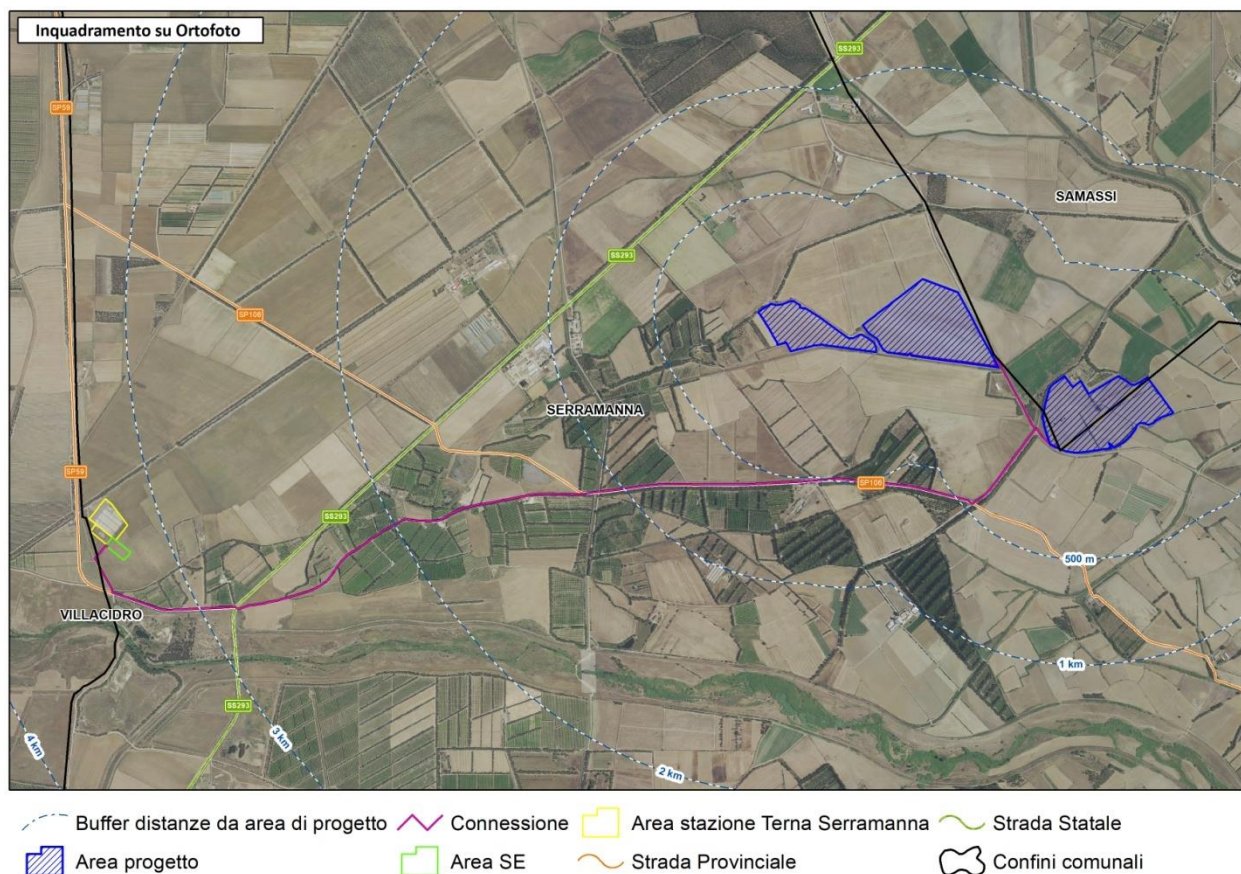 Inquadramento su Ortofoto
SS293
SP59
SAMASSI
SS293
SP106
SERRAMANNA
SP59
SP106
SS293
500 m
VILLACIDRO
1 km
SS293
4 km
3 km
2 km
Buffer distanze da area di progetto
Connessione
Area stazione Terna Serramanna
Strada Statale
Area progetto
Area SE
Strada Provinciale
Confini comunali